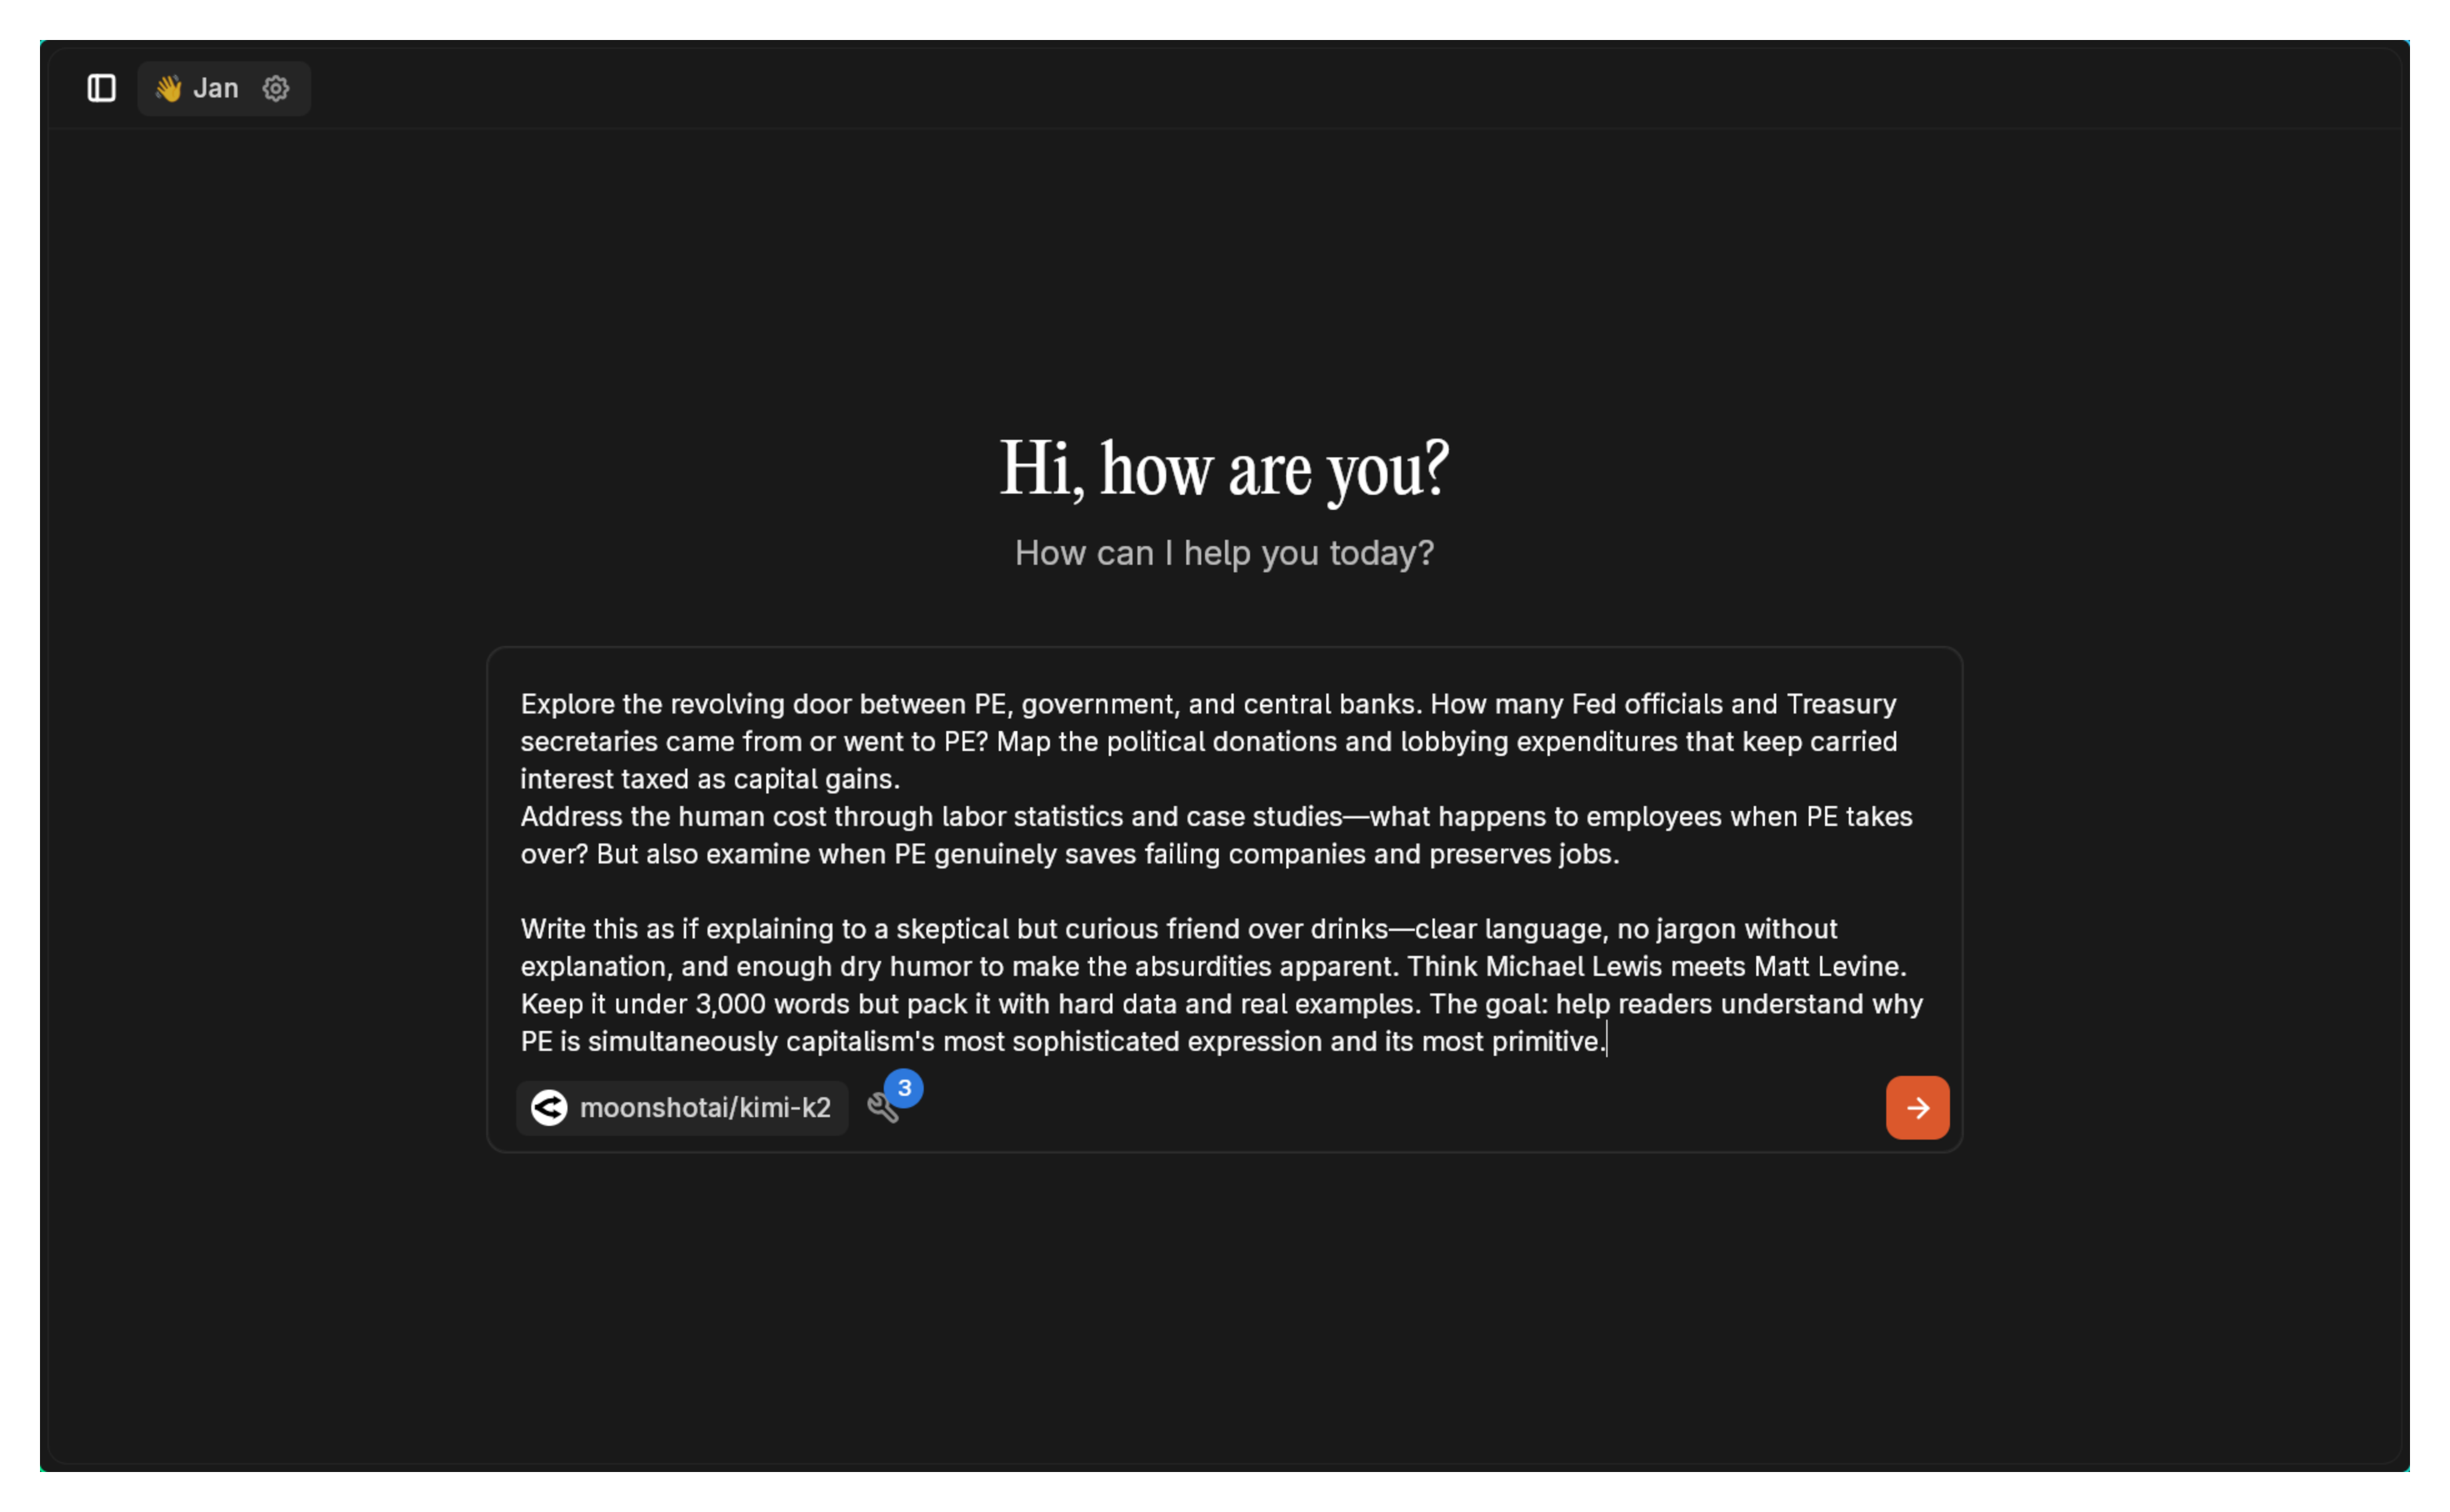 👋 Jan
Hi, how are you?
How can I help you today?
Explore the revolving door between PE, government, and central banks. How many Fed officials and Treasury
secretaries came from or went to PE? Map the political donations and lobbying expenditures that keep carried
interest taxed as capital gains.
Address the human cost through labor statistics and case studies—what happens to employees when PE takes
over? But also examine when PE genuinely saves failing companies and preserves jobs.
Write this as if explaining to a skeptical but curious friend over drinks—clear language, no jargon without
explanation, and enough dry humor to make the absurdities apparent. Think Michael Lewis meets Matt Levine.
Keep it under 3,000 words but pack it with hard data and real examples. The goal: help readers understand why
PE is simultaneously capitalism's most sophisticated expression and its most primitive.
moonshotai/kimi-k2 3